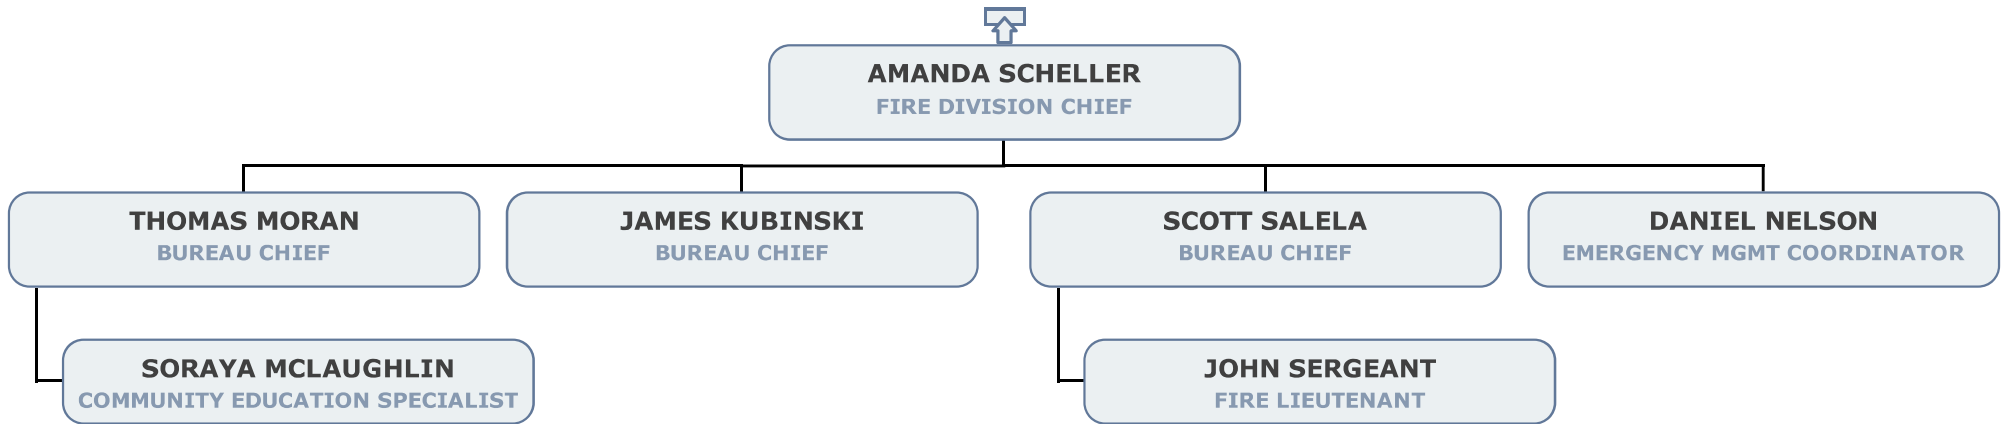 AMANDA SCHELLER
FIRE DIVISION CHIEF
THOMAS MORAN
BUREAU CHIEF
JAMES KUBINSKI
BUREAU CHIEF
SCOTT SALELA
BUREAU CHIEF
DANIEL NELSON
EMERGENCY MGMT COORDINATOR
SORAYA MCLAUGHLIN
COMMUNITY EDUCATION SPECIALIST
JOHN SERGEANT
FIRE LIEUTENANT